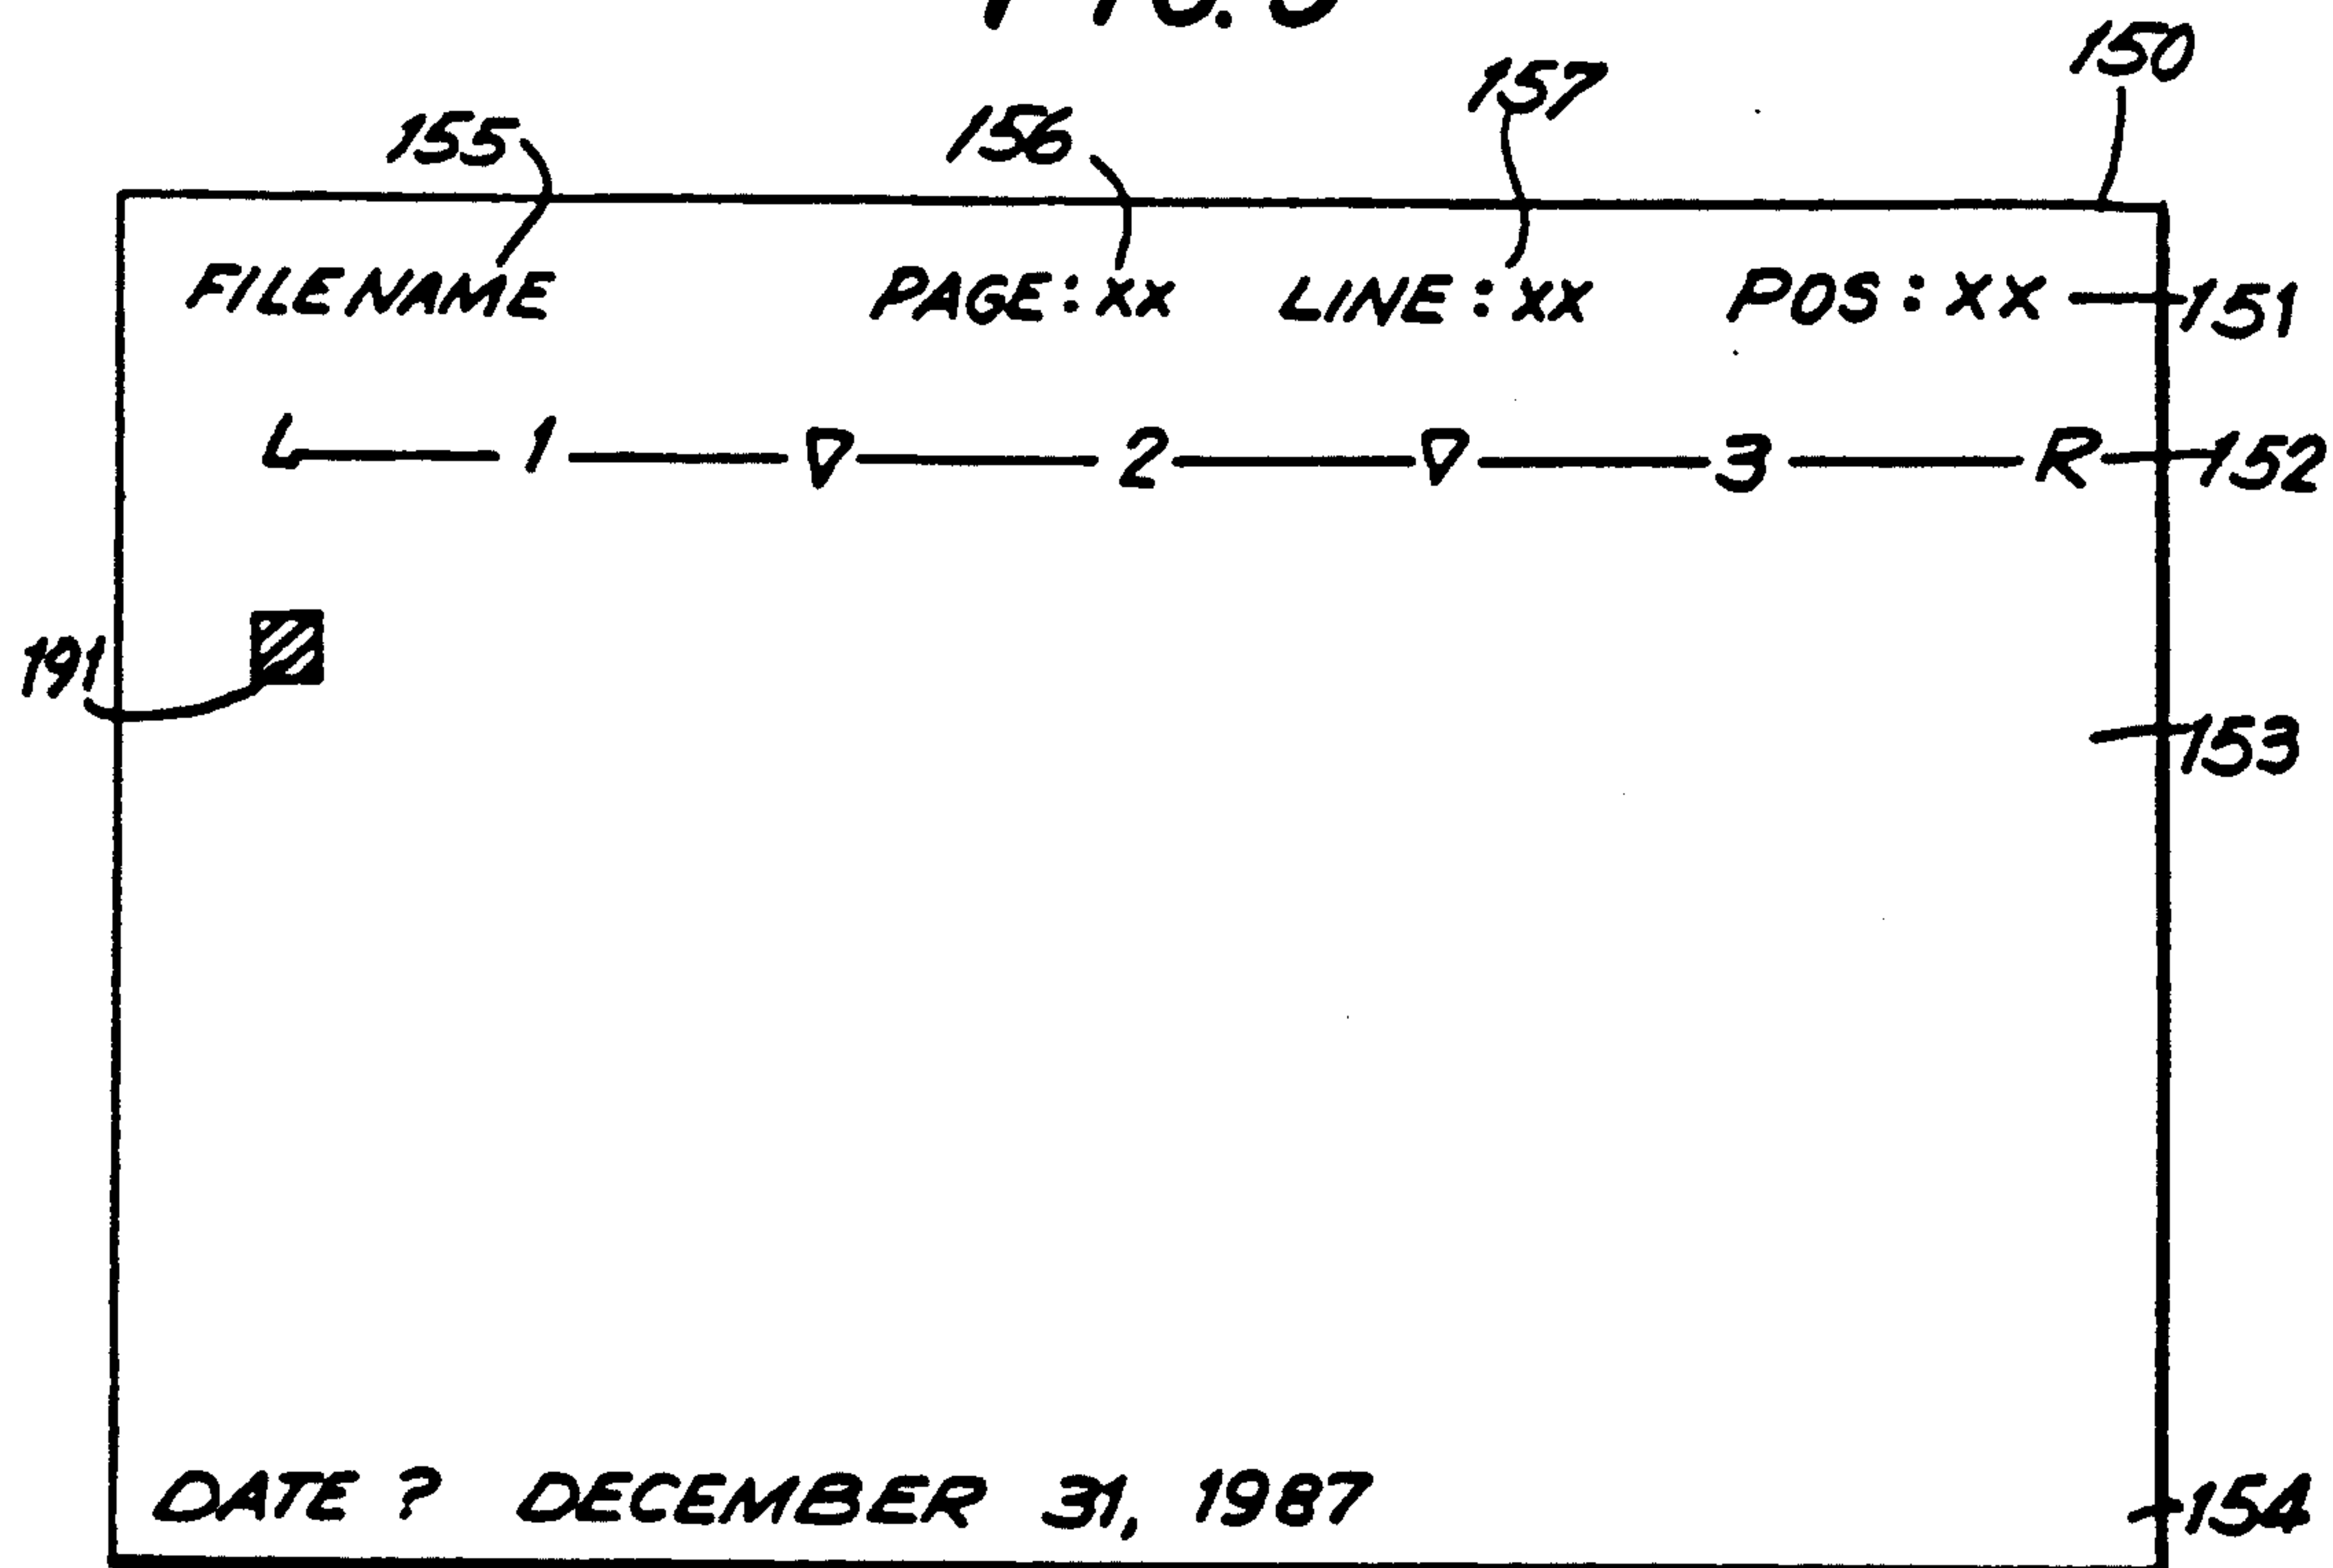 150
157
155 156
FILENAME PAGE:XX LINE:XX POS:XX 151
L 1 ∇ 2 ∇ 3 R 152
191
153
DATE ? DECEMBER 31, 1987 154